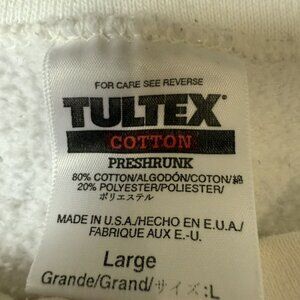 FOR CARE SEE REVERSE
TULTEX®
COTTON
PRESHRUNK
80% COTTON/ALGODÓN/COTON/綿
20% POLYESTER/POLIESTER/
ポリエステル
MADE IN U.S.A./HECHO EN E.U.A./
FABRIQUE AUX E.-U.
Large
Grande/Grand/サイズ:L